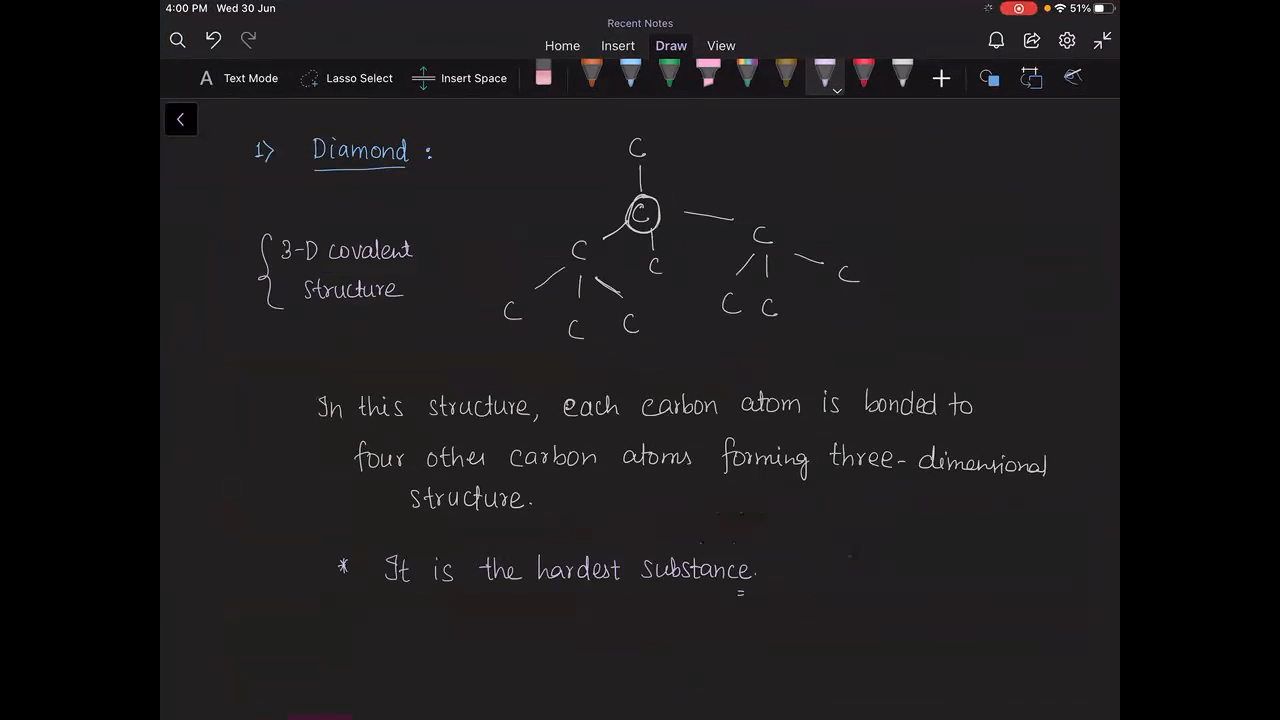 4:00 PM Wed 30 Jun
51%
Recent Notes
Home Insert Draw View
Text Mode Lasso Select Insert Space
1) Diamond :
C
C
C C C
C C C C C C
3-D covalent
structure
In this structure, each carbon atom is bonded to
four other carbon atoms forming three-dimensional
structure.
* It is the hardest substance.